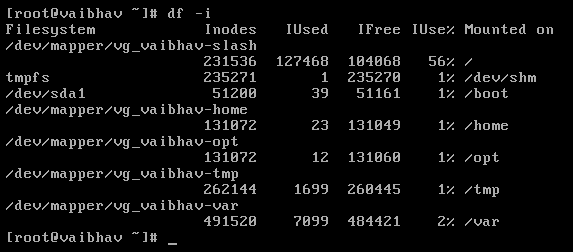 [root@vaibhav ~]# df -i
Filesystem Inodes IUsed IFree IUse% Mounted on
/dev/mapper/vg_vaibhav-slash
231536 127468 104068 56% /
tmpfs 235271 1 235270 1% /dev/shm
/dev/sda1 51200 39 51161 1% /boot
/dev/mapper/vg_vaibhav-home
131072 23 131049 1% /home
/dev/mapper/vg_vaibhav-opt
131072 12 131060 1% /opt
/dev/mapper/vg_vaibhav-tmp
262144 1699 260445 1% /tmp
/dev/mapper/vg_vaibhav-var
491520 7099 484421 2% /var
[root@vaibhav ~]# _